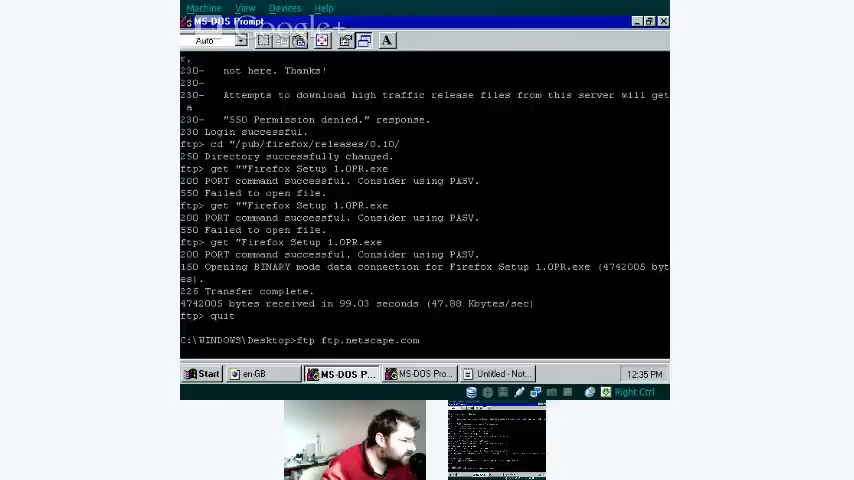 Machine View Devices Help
MS-DOS Prompt
Google+
Auto
A
r,
230- not here. Thanks!
230-
230- Attempts to download high traffic release files from this server will get
a
230- "550 Permission denied." response.
230 Login successful.
ftp> cd "/pub/firefox/releases/0.10/
250 Directory successfully changed.
ftp> get ""Firefox Setup 1.0PR.exe
200 PORT command successful. Consider using PASV.
550 Failed to open file.
ftp> get ""Firefox Setup 1.0PR.exe
200 PORT command successful. Consider using PASV.
550 Failed to open file.
ftp> get "Firefox Setup 1.0PR.exe
200 PORT command successful. Consider using PASV.
150 Opening BINARY mode data connection for Firefox Setup 1.0PR.exe (4742005 byt
es).
226 Transfer complete.
4742005 bytes received in 99.03 seconds (47.88 Kbytes/sec)
ftp> quit
C:\WINDOWS\Desktop>ftp ftp.netscape.com
Start en-GB MS-DOS P... MS-DOS Pro... Untitled - Not... 12:35 PM
Right Ctrl